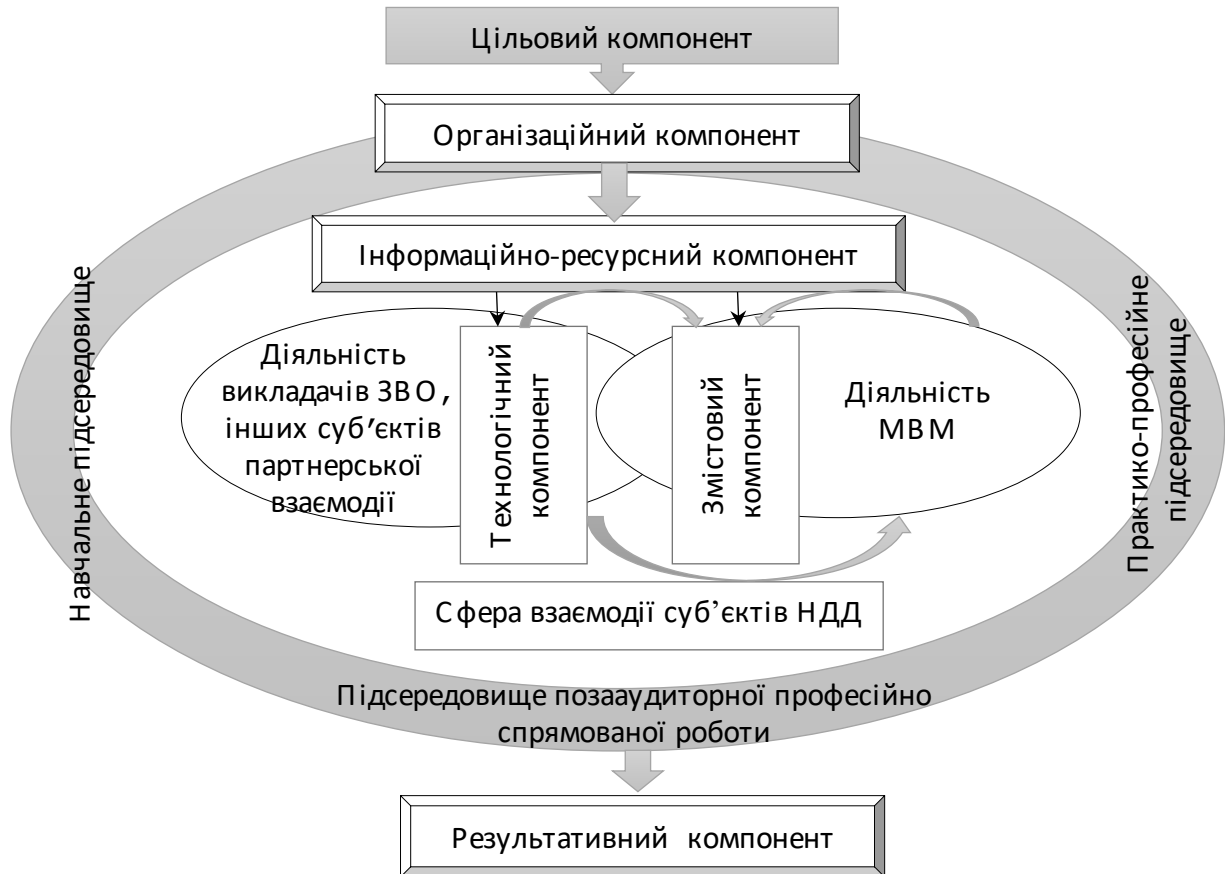 Цільовий компонент
Організаційний компонент
Інформаційно-ресурсний компонент
Навчальне підсередовище
Діяльність
викладачів ЗВО,
інших суб’єктів
партнерської
взаємодії
Технологічний
компонент
Змістовий
компонент
Діяльність
МВМ
Практико-професійне
підсередовище
Сфера взаємодії суб’єктів НДД
Підсередовище позааудиторної професійно
спрямованої роботи
Результативний компонент